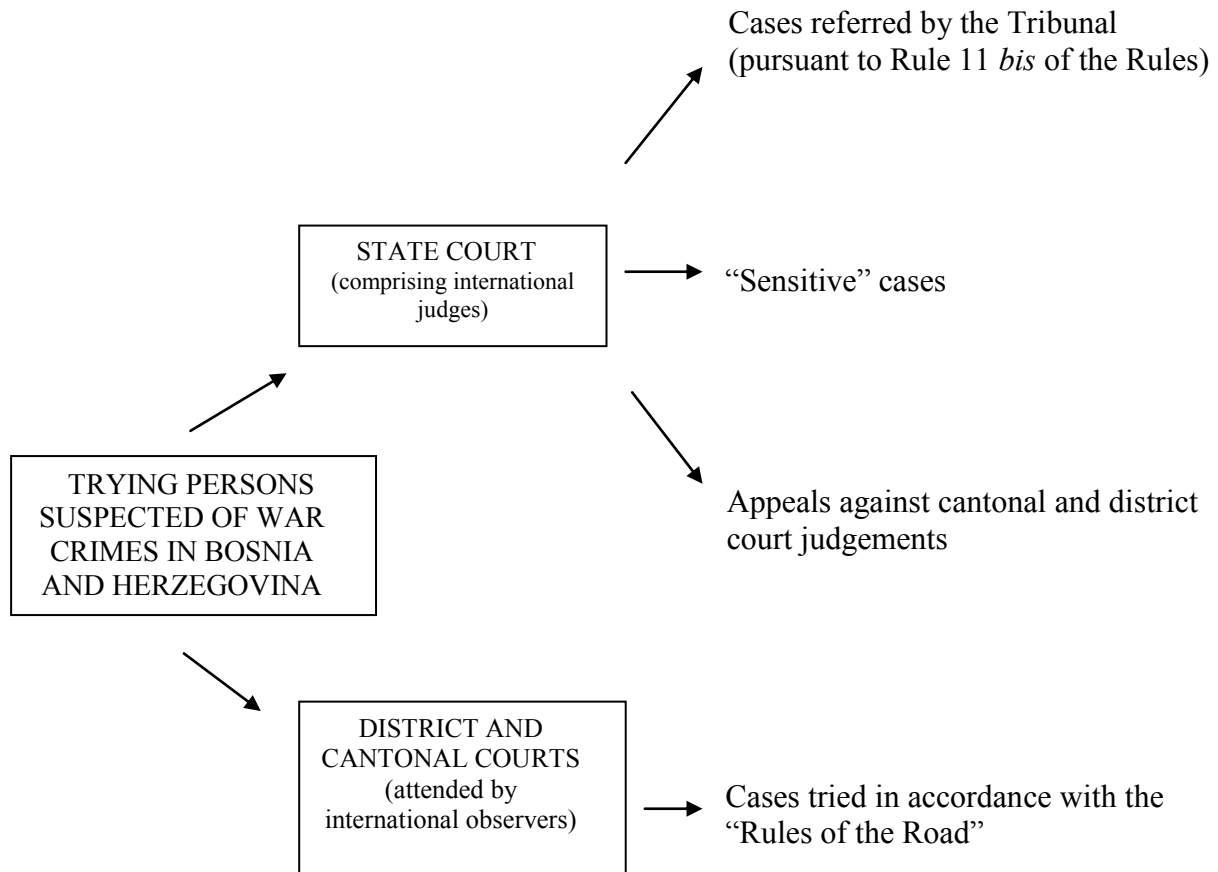 Cases referred by the Tribunal
(pursuant to Rule 11 bis of the Rules)
STATE COURT
(comprising international
judges)
“Sensitive” cases
TRYING PERSONS
SUSPECTED OF WAR
CRIMES IN BOSNIA
AND HERZEGOVINA
Appeals against cantonal and district
court judgements
DISTRICT AND
CANTONAL COURTS
(attended by
international observers)
Cases tried in accordance with the
“Rules of the Road”